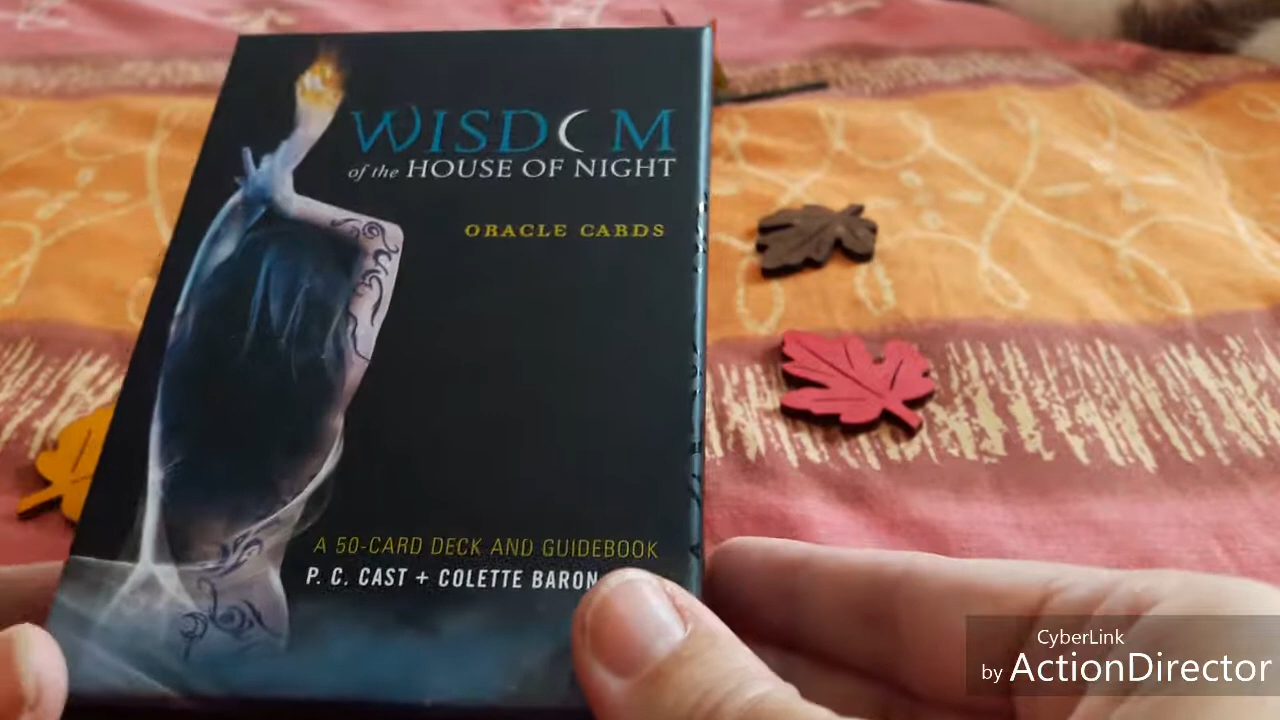 WISDOM
of the HOUSE OF NIGHT
ORACLE CARDS
A 50-CARD DECK AND GUIDEBOOK
P. C. CAST + COLETTE BARON
CyberLink
by ActionDirector